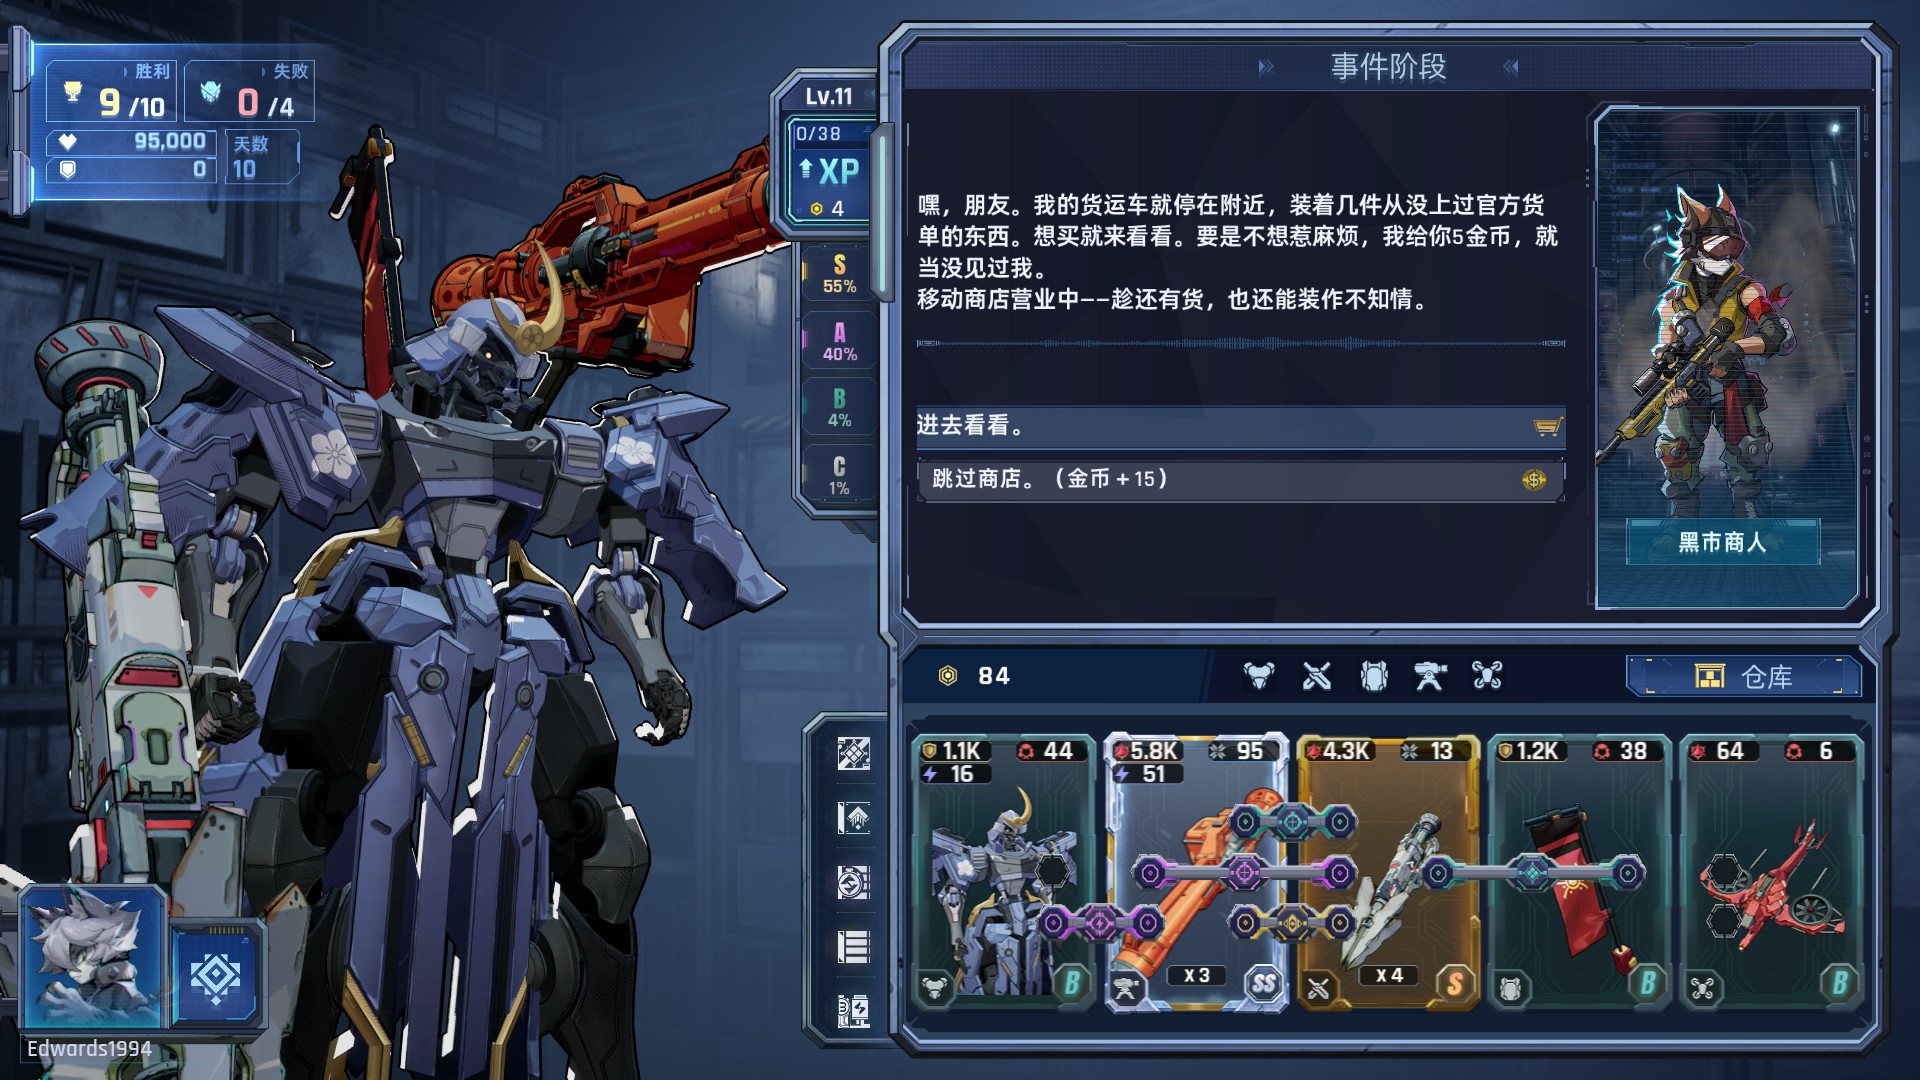 胜利
9/10
失败
0/4
95,000
0
天数
10
Lv.11
0/38
XP
4
S
55%
A
40%
B
4%
C
1%
事件阶段
嘿，朋友。我的货运车就停在附近，装着几件从没上过官方货
单的东西。想买就来看看。要是不想惹麻烦，我给你5金币，就
当没见过我。
移动商店营业中——趁还有货，也还能装作不知情。
进去看看。
跳过商店。（金币+15）
黑市商人
84
仓库
1.1K 44
16
B
5.8K 95
51
x3
SS
4.3K 13
x4
S
1.2K 38
B
64 6
B
Edwards1994